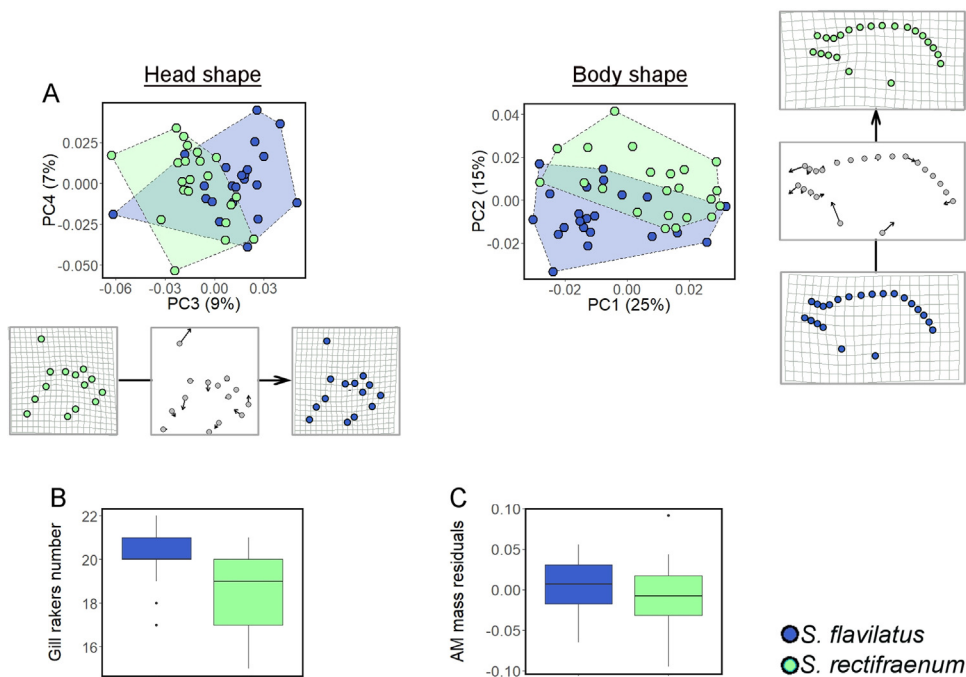 Head shape
Body shape
A
0.025
0.000
-0.025
-0.050
PC4 (7%)
-0.06
-0.03
0.00
0.03
PC3 (9%)
0.04
0.02
0.00
-0.02
PC2 (15%)
-0.02
0.00
0.02
PC1 (25%)
B
22
20
18
16
Gill rakers number
C
0.10
0.05
0.00
-0.05
-0.10
AM mass residuals
S. flavilatus
S. rectifraenum